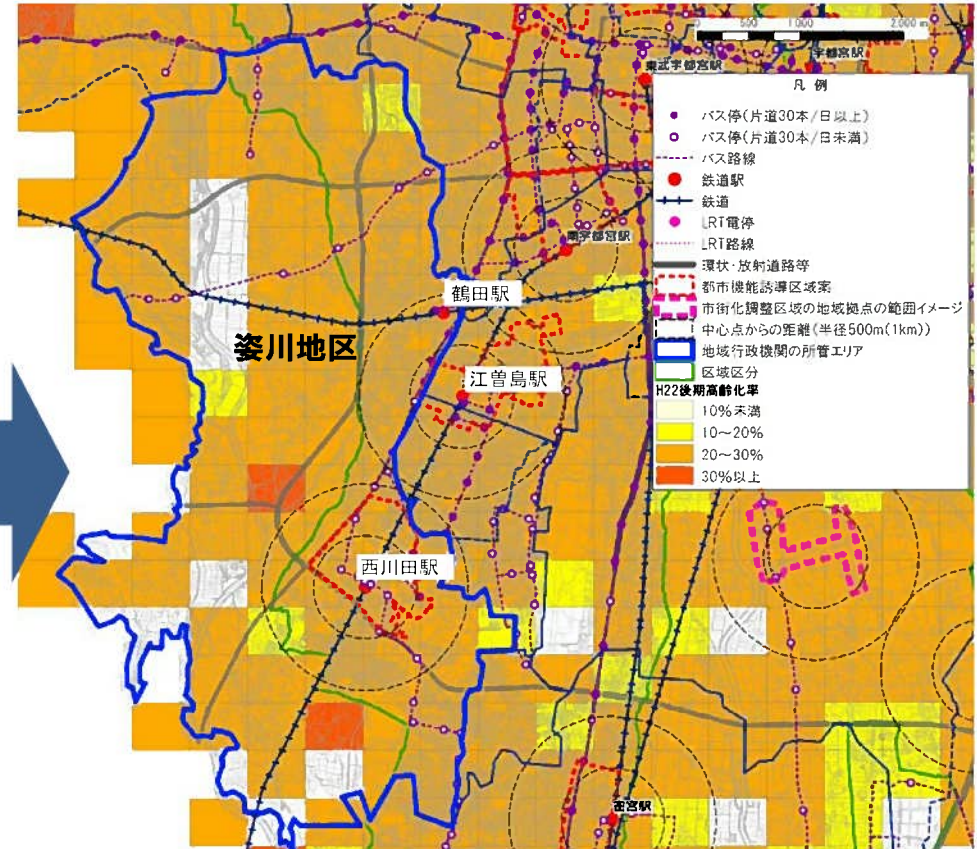 0 500 1,000 2,000 m
東武宇都宮駅
宇都宮駅
凡 例
バス停(片道30本/日以上)
バス停(片道30本/日未満)
バス路線
鉄道駅
鉄道
LRT電停
LRT路線
環状・放射道路等
都市機能誘導区域案
市街化調整区域の地域拠点の範囲イメージ
中心点からの距離(半径500m(1km))
地域行政機関の所管エリア
区域区分
H22後期高齢化率
10%未満
10～20%
20～30%
30%以上
南宇都宮駅
鶴田駅
姿川地区
江曽島駅
西川田駅
雀宮駅